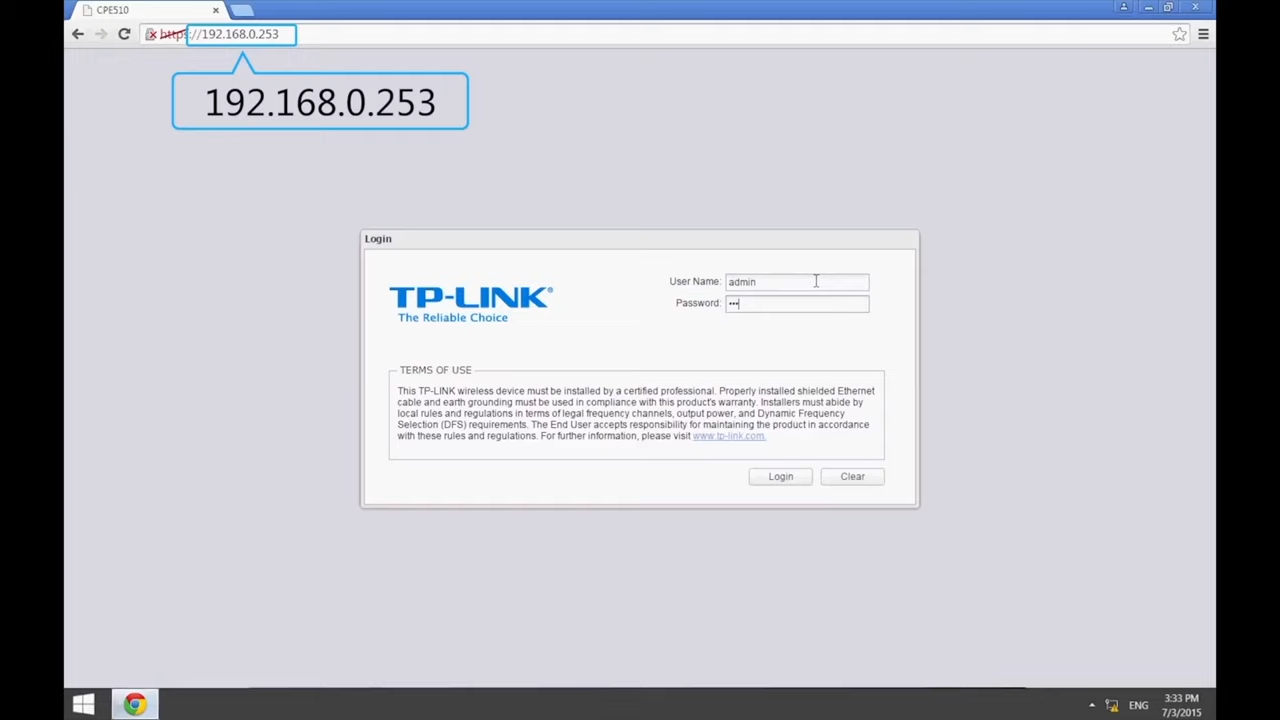 CPE510
https://192.168.0.253
192.168.0.253
Login
TP-LINK®
The Reliable Choice
User Name: admin
Password: •••
TERMS OF USE
This TP-LINK wireless device must be installed by a certified professional. Properly installed shielded Ethernet
cable and earth grounding must be used in compliance with this product's warranty. Installers must abide by
local rules and regulations in terms of legal frequency channels, output power, and Dynamic Frequency
Selection (DFS) requirements. The End User accepts responsibility for maintaining the product in accordance
with these rules and regulations. For further information, please visit www.tp-link.com.
Login Clear
ENG
3:33 PM
7/3/2015